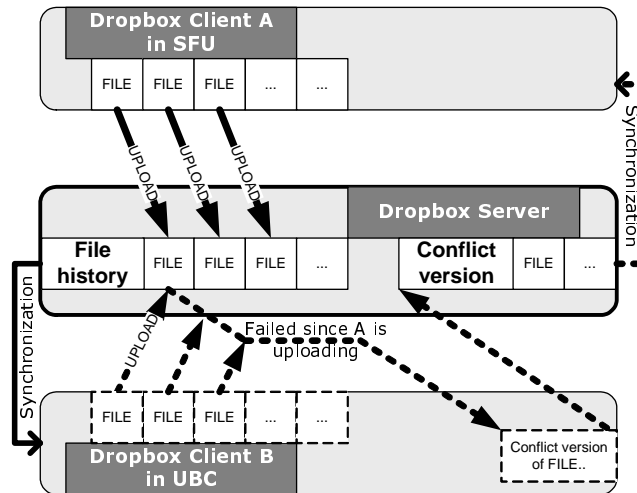 Dropbox Client A
in SFU
FILE FILE FILE ... ...
UPLOAD UPLOAD UPLOAD
Synchronization
Dropbox Server
File
history
FILE FILE FILE ...
Conflict
version
FILE ...
Synchronization
UPLOAD
Failed since A is
uploading
FILE FILE FILE ... ...
Dropbox Client B
in UBC
Conflict version
of FILE..